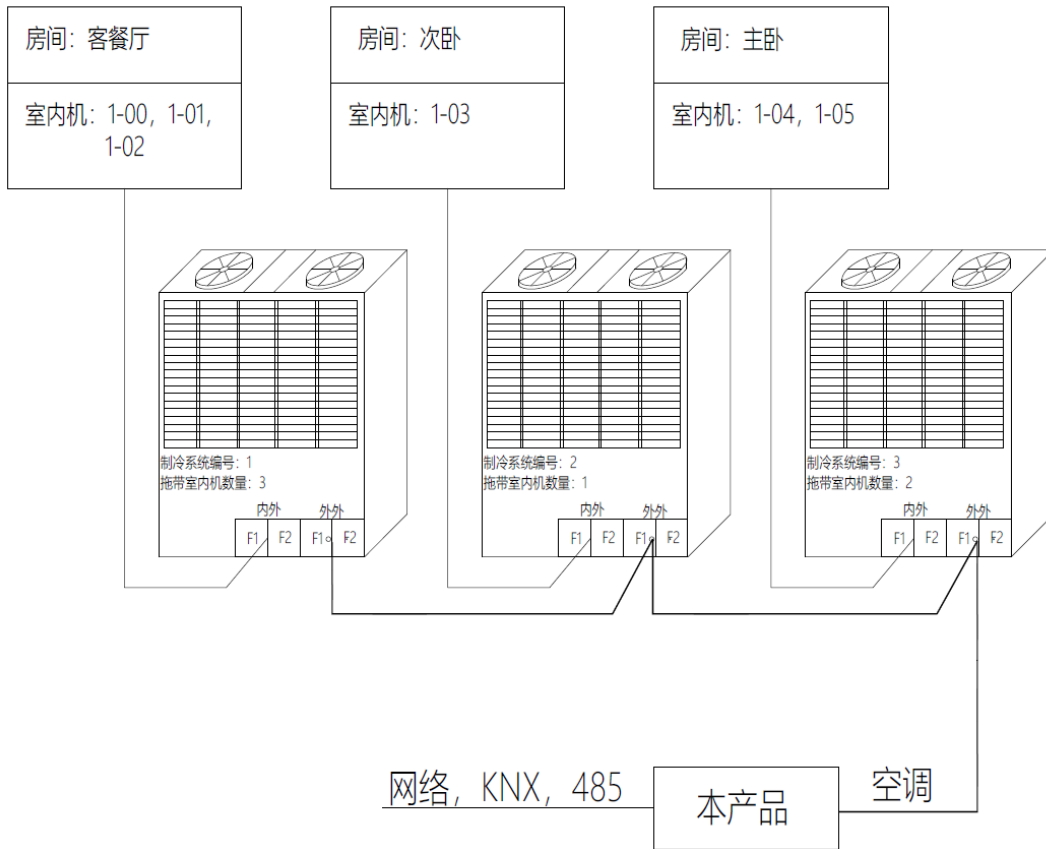 房间：客餐厅
室内机：1-00，1-01，
1-02
房间：次卧
室内机：1-03
房间：主卧
室内机：1-04，1-05
制冷系统编号：1
拖带室内机数量：3
内外 外外
F1 F2 F1 F2
制冷系统编号：2
拖带室内机数量：1
内外 外外
F1 F2 F1 F2
制冷系统编号：3
拖带室内机数量：2
内外 外外
F1 F2 F1 F2
网络，KNX，485
本产品
空调